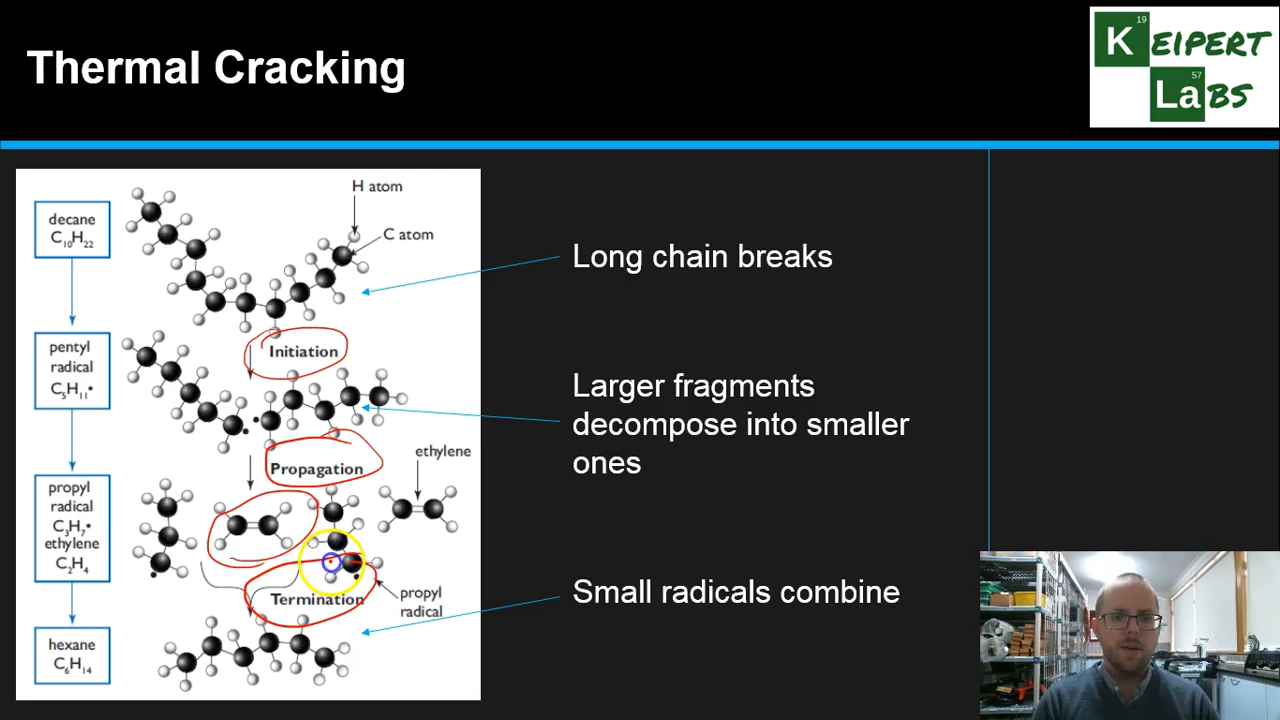 Thermal Cracking
19
K EIPERT
57
La BS
H atom
C atom
decane
C₁₀H₂₂
Long chain breaks
Initiation
pentyl
radical
C₅H₁₁•
Larger fragments
decompose into smaller
ones
Propagation
ethylene
propyl
radical
C₃H₇•
ethylene
C₂H₄
Termination
propyl
radical
Small radicals combine
hexane
C₆H₁₄